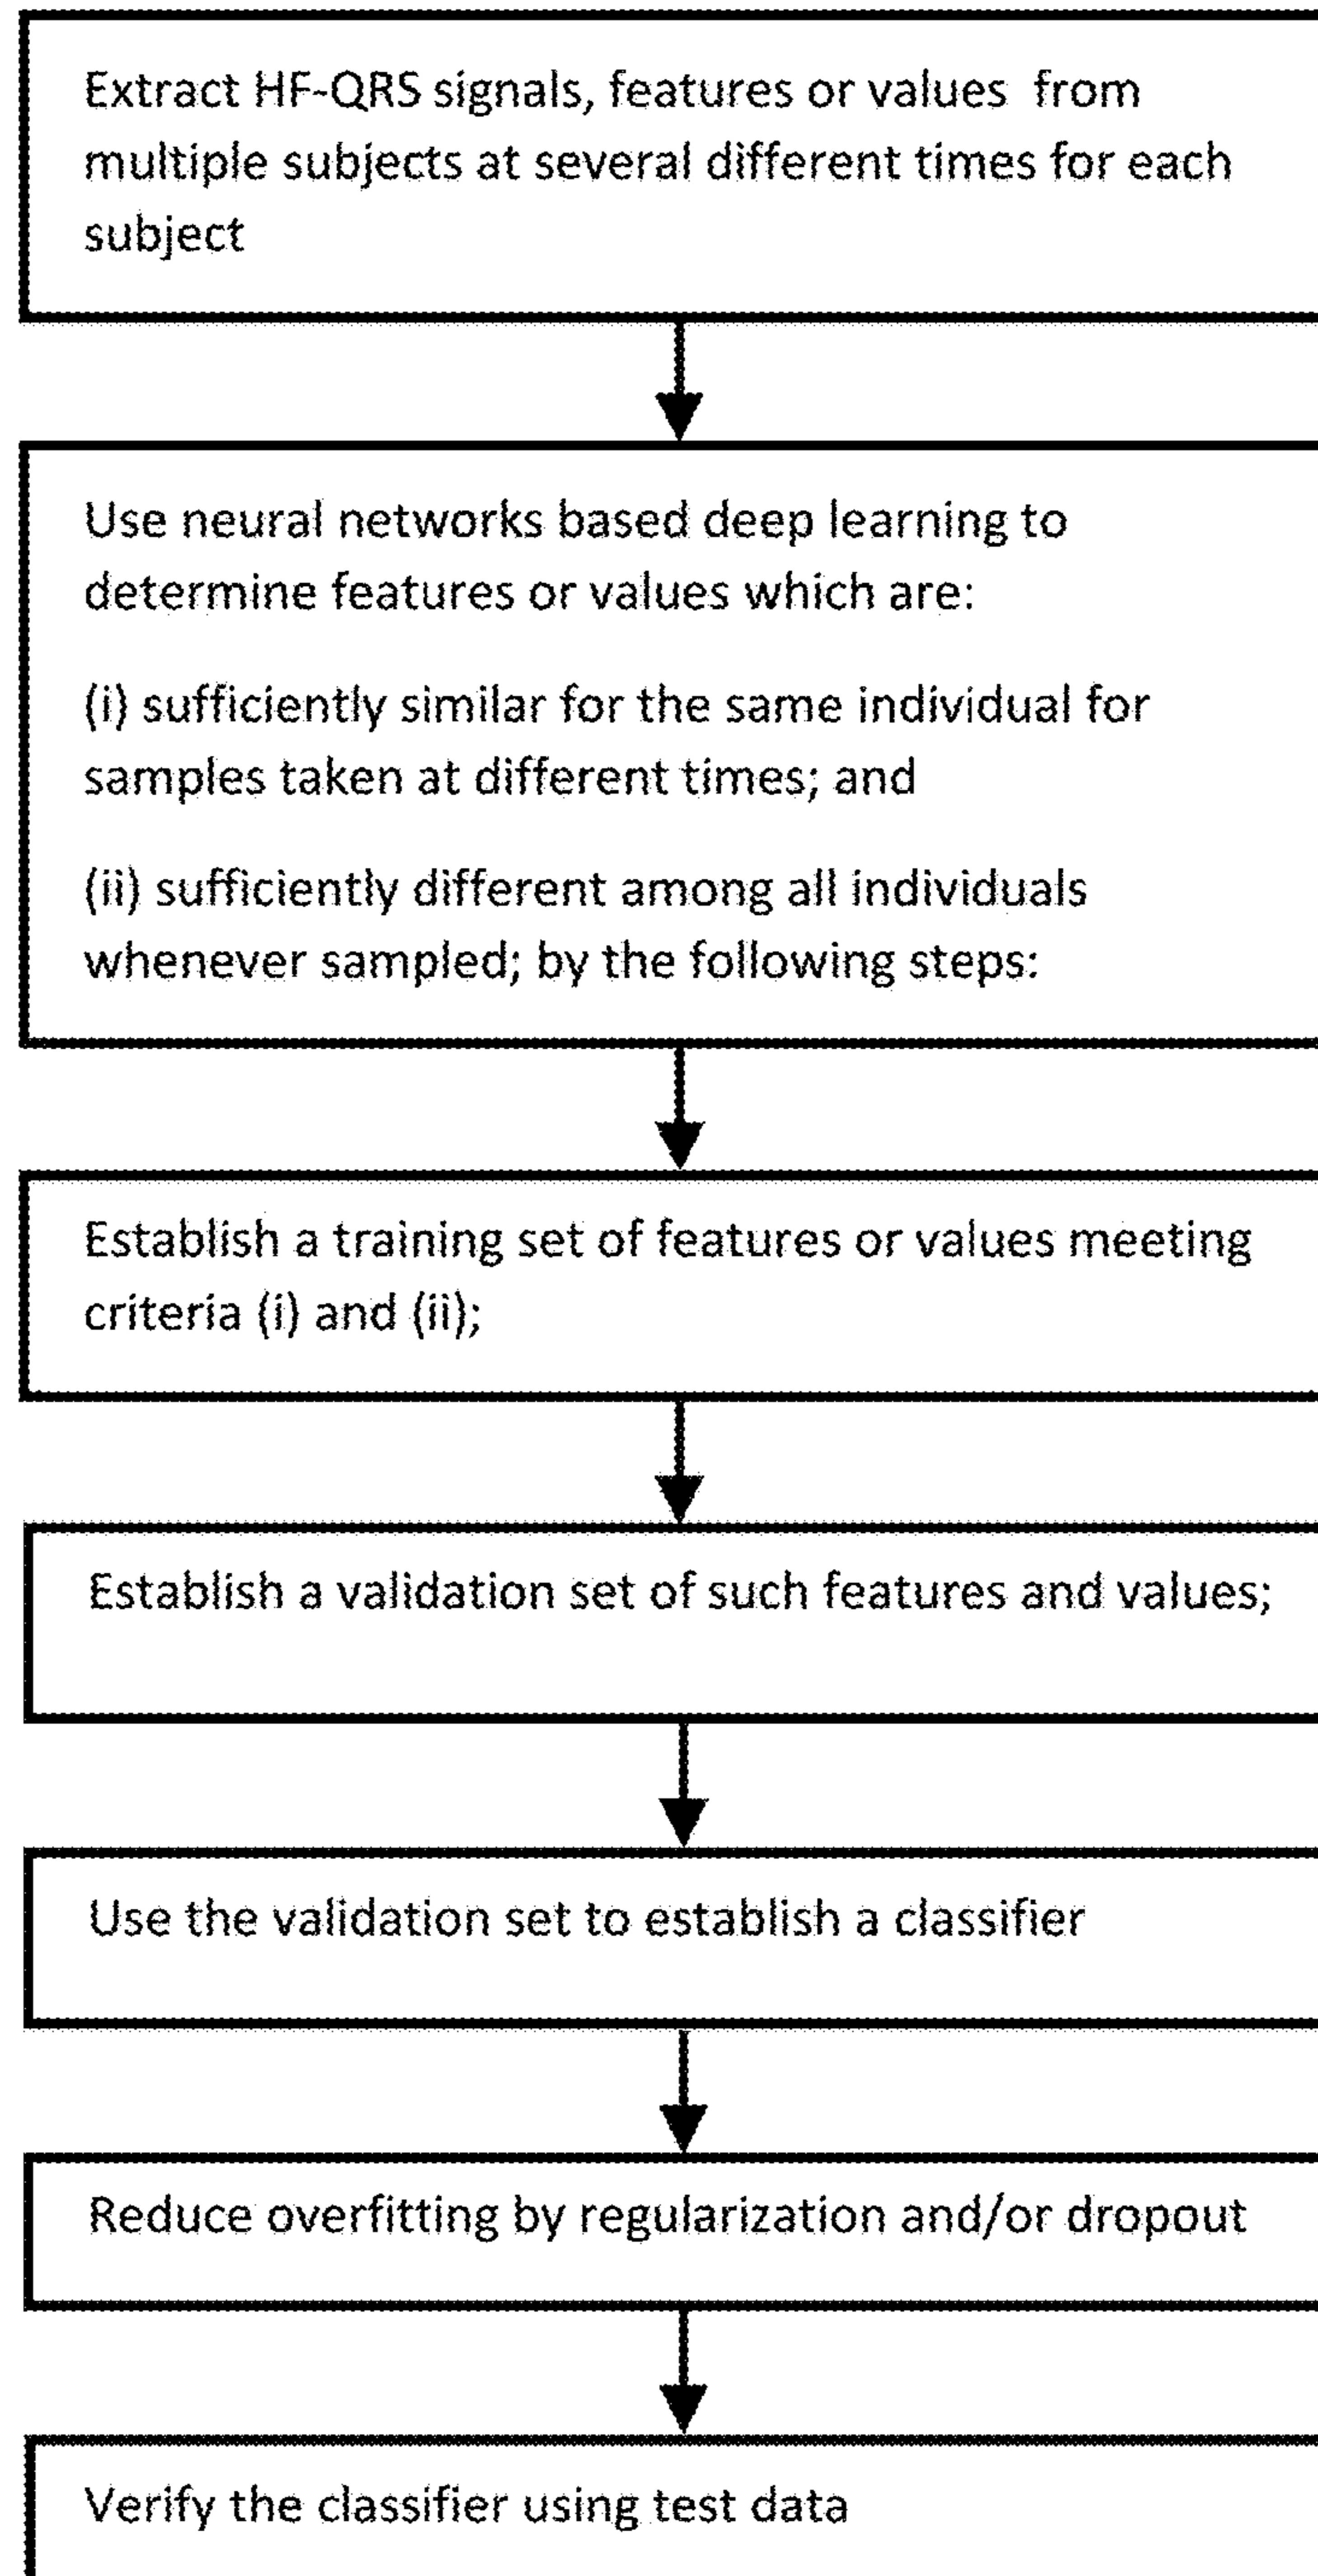 Extract HF-QRS signals, features or values from
multiple subjects at several different times for each
subject
Use neural networks based deep learning to
determine features or values which are:
(i) sufficiently similar for the same individual for
samples taken at different times; and
(ii) sufficiently different among all individuals
whenever sampled; by the following steps:
Establish a training set of features or values meeting
criteria (i) and (ii);
Establish a validation set of such features and values;
Use the validation set to establish a classifier
Reduce overfitting by regularization and/or dropout
Verify the classifier using test data